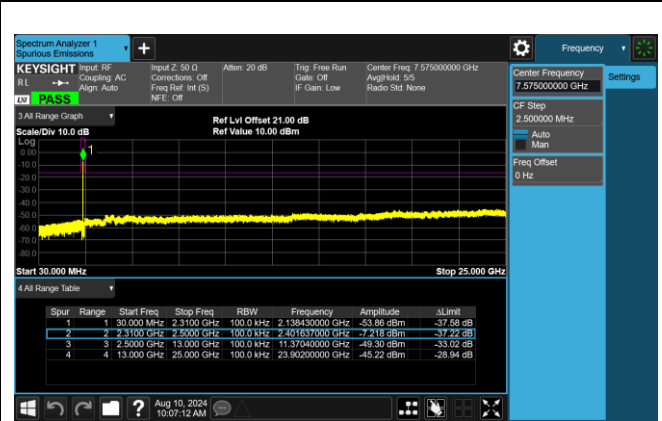 Spectrum Analyzer 1
Spurious Emissions
Frequency
KEYSIGHT Input: RF
Coupling: AC
Align: Auto
Input Z: 50 Ω
Corrections: Off
Freq Ref: Int (S)
NFE: Off
Atten: 20 dB
Trig: Free Run
Gate: Off
IF Gain: Low
Center Freq: 7.575000000 GHz
Avg|Hold: 5/5
Radio Std: None
RL
LXI PASS
Center Frequency
7.575000000 GHz
Settings
CF Step
2.500000 MHz
Auto
Man
Freq Offset
0 Hz
3 All Range Graph
Scale/Div 10.0 dB
Ref Lvl Offset 21.00 dB
Ref Value 10.00 dBm
Log
1
0.00
-10.0
-20.0
-30.0
-40.0
-50.0
-60.0
-70.0
-80.0
Start 30.000 MHz
Stop 25.000 GHz
4 All Range Table
Spur Range Start Freq Stop Freq RBW Frequency Amplitude ΔLimit
1 1 30.000 MHz 2.3100 GHz 100.0 kHz 2.138430000 GHz -53.86 dBm -37.58 dB
2 2 2.3100 GHz 2.5000 GHz 100.0 kHz 2.401637000 GHz -7.218 dBm -37.22 dB
3 3 2.5000 GHz 13.000 GHz 100.0 kHz 11.37040000 GHz -49.30 dBm -33.02 dB
4 4 13.000 GHz 25.000 GHz 100.0 kHz 23.90200000 GHz -45.22 dBm -28.94 dB
?
Aug 10, 2024
10:07:12 AM